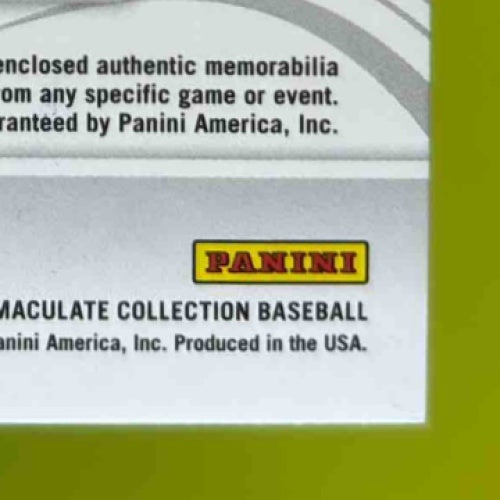 enclosed authentic memorabilia
om any specific game or event.
ranteed by Panini America, Inc.
PANINI
MACULATE COLLECTION BASEBALL
anini America, Inc. Produced in the USA.